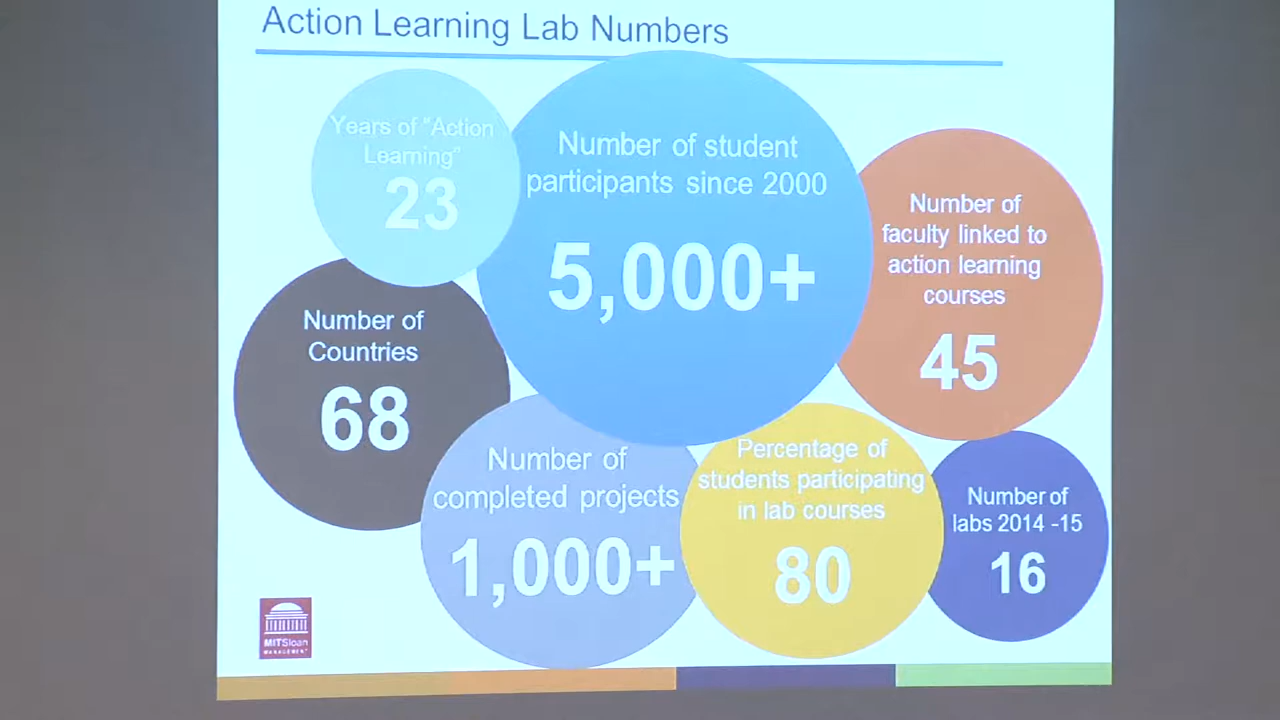 Action Learning Lab Numbers
Years of "Action
Learning"
23
Number of student
participants since 2000
5,000+
Number of
faculty linked to
action learning
courses
45
Number of
Countries
68
Number of
completed projects
1,000+
Percentage of
students participating
in lab courses
80
Number of
labs 2014 -15
16
MITSloan
MANAGEMENT